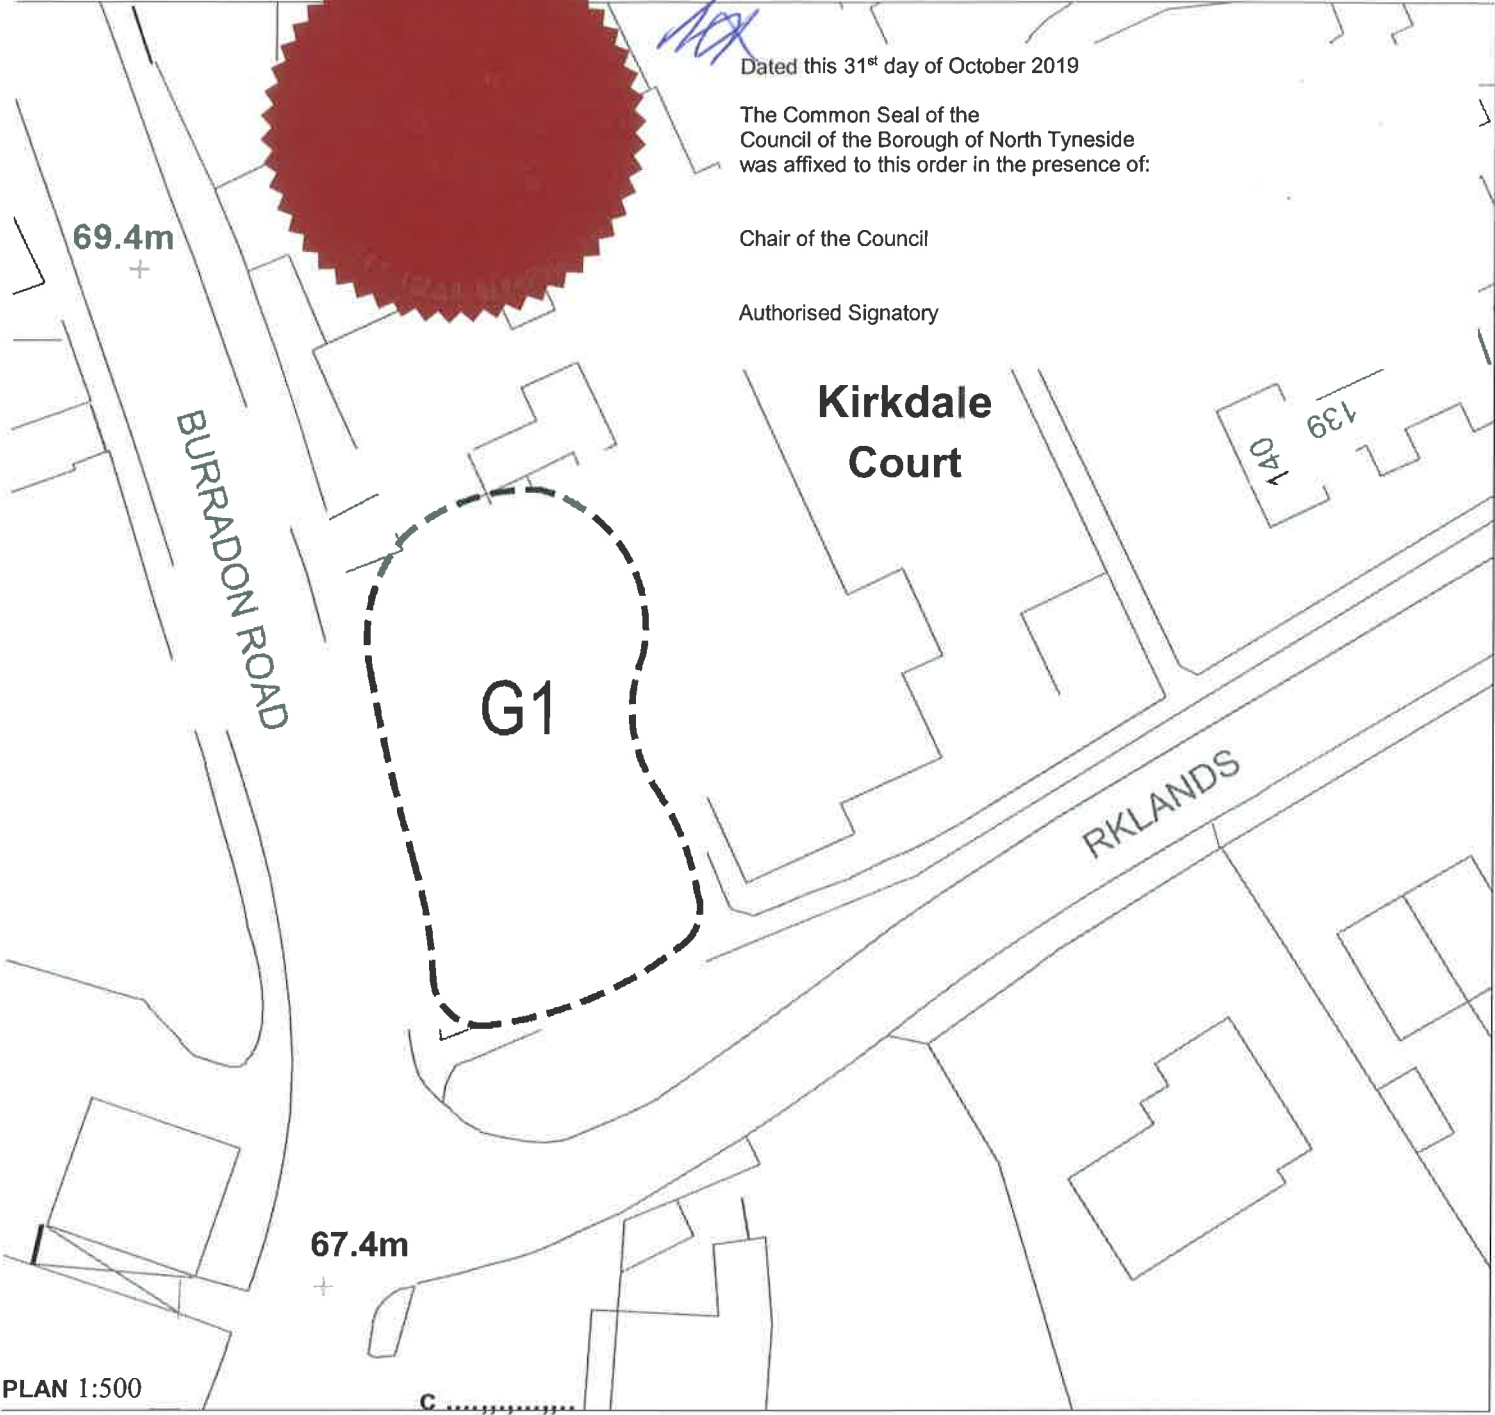 Dated this 31st day of October 2019
The Common Seal of the
Council of the Borough of North Tyneside
was affixed to this order in the presence of:
Chair of the Council
Authorised Signatory
69.4m
Kirkdale
Court
139
140
BURRADON ROAD
G1
RKLANDS
67.4m
PLAN 1:500
c